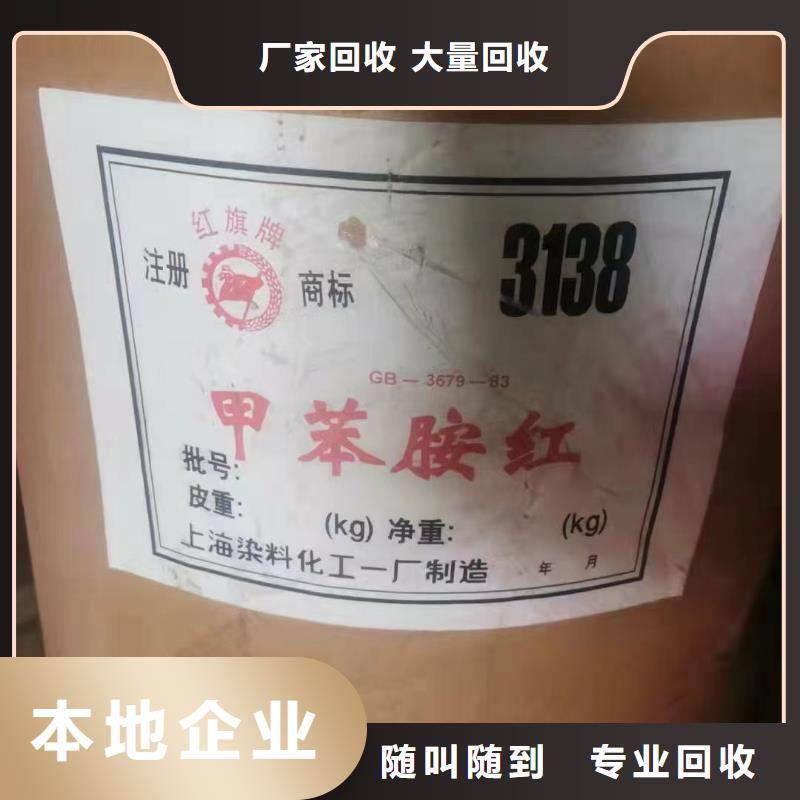 厂家回收 大量回收
红旗牌
注册 商标
3138
GB-3679-83
甲苯胺红
批号:
皮重: (kg) 净重: (kg)
上海染料化工一厂制造 年 月
本地企业
随叫随到 专业回收